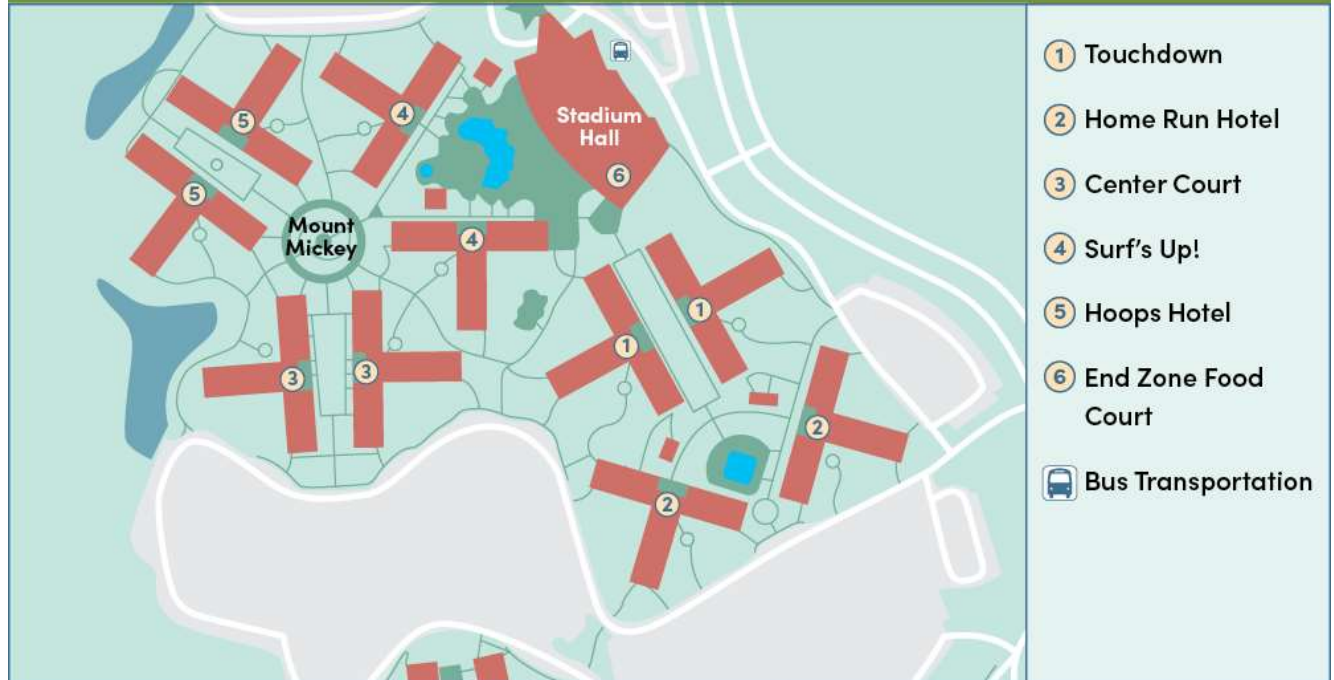 Stadium
Hall
6
5
4
5
Mount
Mickey
4
1
1
3
3
2
2
1 Touchdown
2 Home Run Hotel
3 Center Court
4 Surf's Up!
5 Hoops Hotel
6 End Zone Food
Court
Bus Transportation